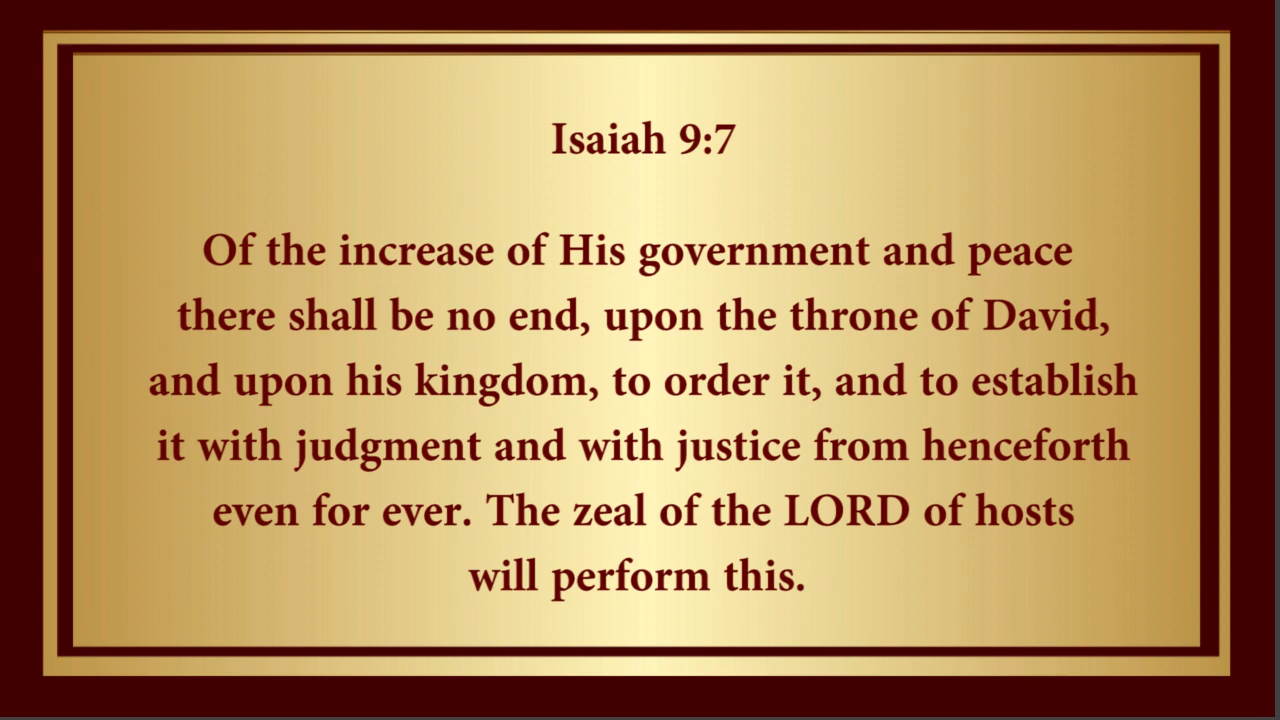 Isaiah 9:7
Of the increase of His government and peace
there shall be no end, upon the throne of David,
and upon his kingdom, to order it, and to establish
it with judgment and with justice from henceforth
even for ever. The zeal of the LORD of hosts
will perform this.